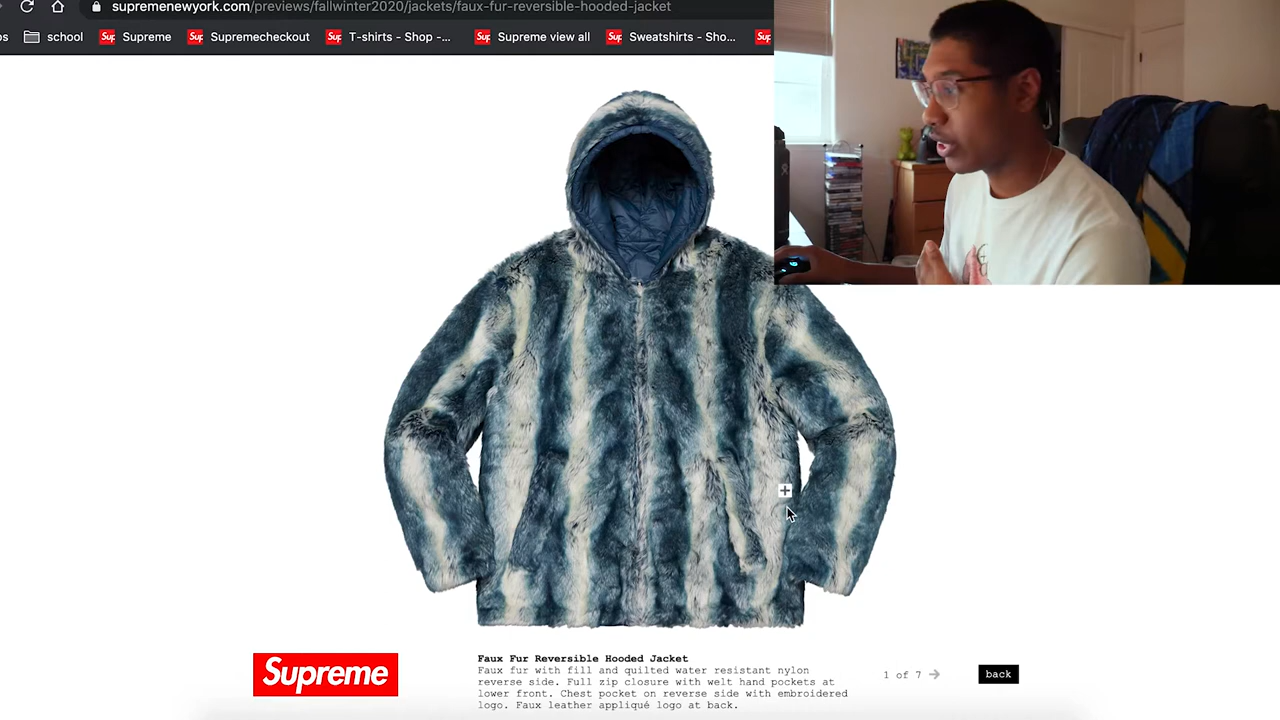 supremenewyork.com/previews/fallwinter2020/jackets/faux-fur-reversible-hooded-jacket
school Supreme Supremecheckout T-shirts - Shop -... Supreme view all Sweatshirts - Sho...
Supreme
Faux Fur Reversible Hooded Jacket
Faux fur with fill and quilted water resistant nylon
reverse side. Full zip closure with welt hand pockets at
lower front. Chest pocket on reverse side with embroidered
logo. Faux leather appliqué logo at back.
1 of 7
back